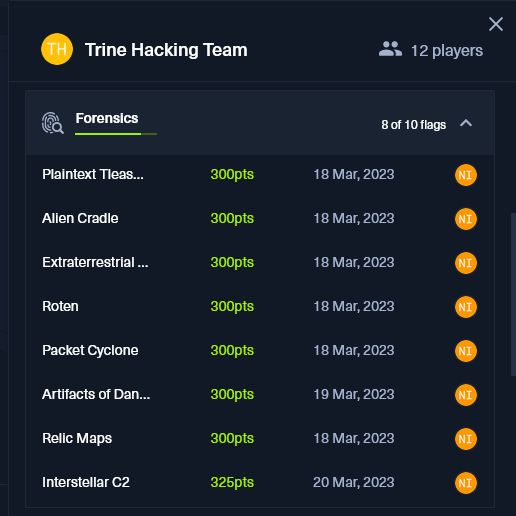 TH Trine Hacking Team 12 players
Forensics 8 of 10 flags
Plaintext Tleas... 300pts 18 Mar, 2023 NI
Alien Cradle 300pts 18 Mar, 2023 NI
Extraterrestrial ... 300pts 18 Mar, 2023 NI
Roten 300pts 18 Mar, 2023 NI
Packet Cyclone 300pts 18 Mar, 2023 NI
Artifacts of Dan... 300pts 19 Mar, 2023 NI
Relic Maps 300pts 18 Mar, 2023 NI
Interstellar C2 325pts 20 Mar, 2023 NI